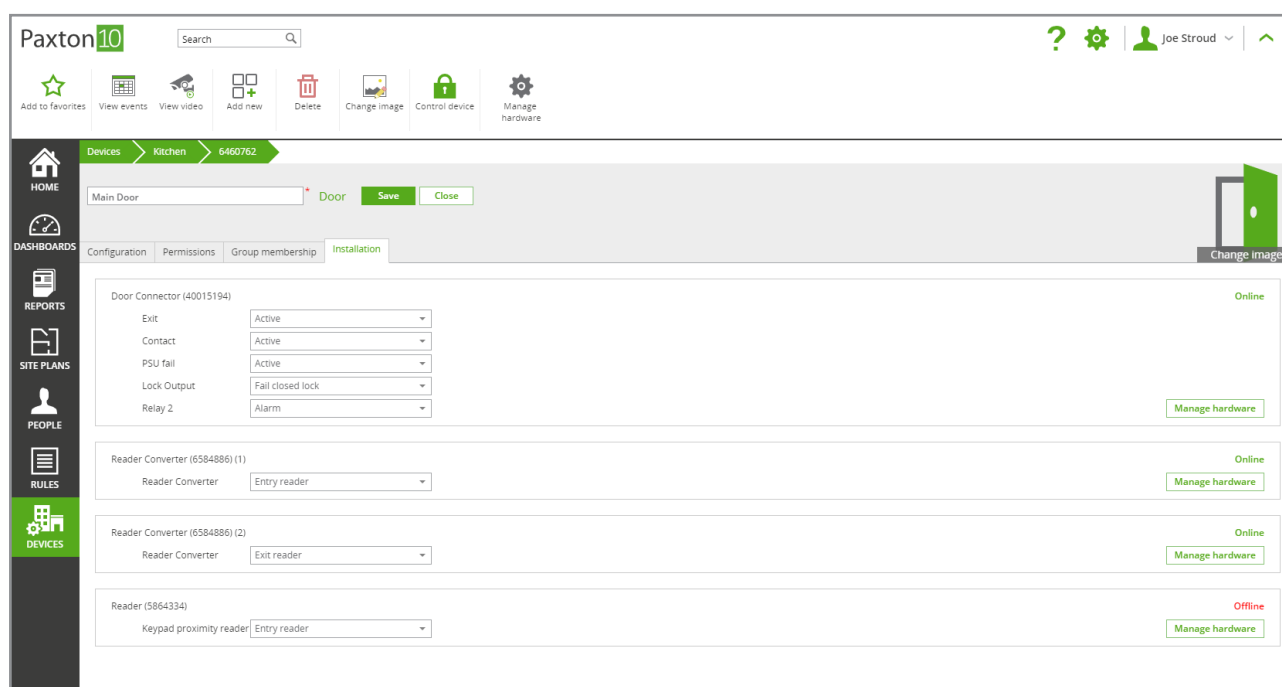 Paxton10
Search
? Joe Stroud
Add to favorites View events View video Add new Delete Change image Control device Manage hardware
Devices Kitchen 6460762
HOME
Main Door * Door Save Close
DASHBOARDS
Configuration Permissions Group membership Installation
Change image
REPORTS
Door Connector (40015194) Online
Exit Active
Contact Active
SITE PLANS
PSU fail Active
Lock Output Fail closed lock
Relay 2 Alarm Manage hardware
PEOPLE
Reader Converter (6584886) (1) Online
RULES
Reader Converter Entry reader Manage hardware
Reader Converter (6584886) (2) Online
DEVICES
Reader Converter Exit reader Manage hardware
Reader (5864334) Offline
Keypad proximity reader Entry reader Manage hardware